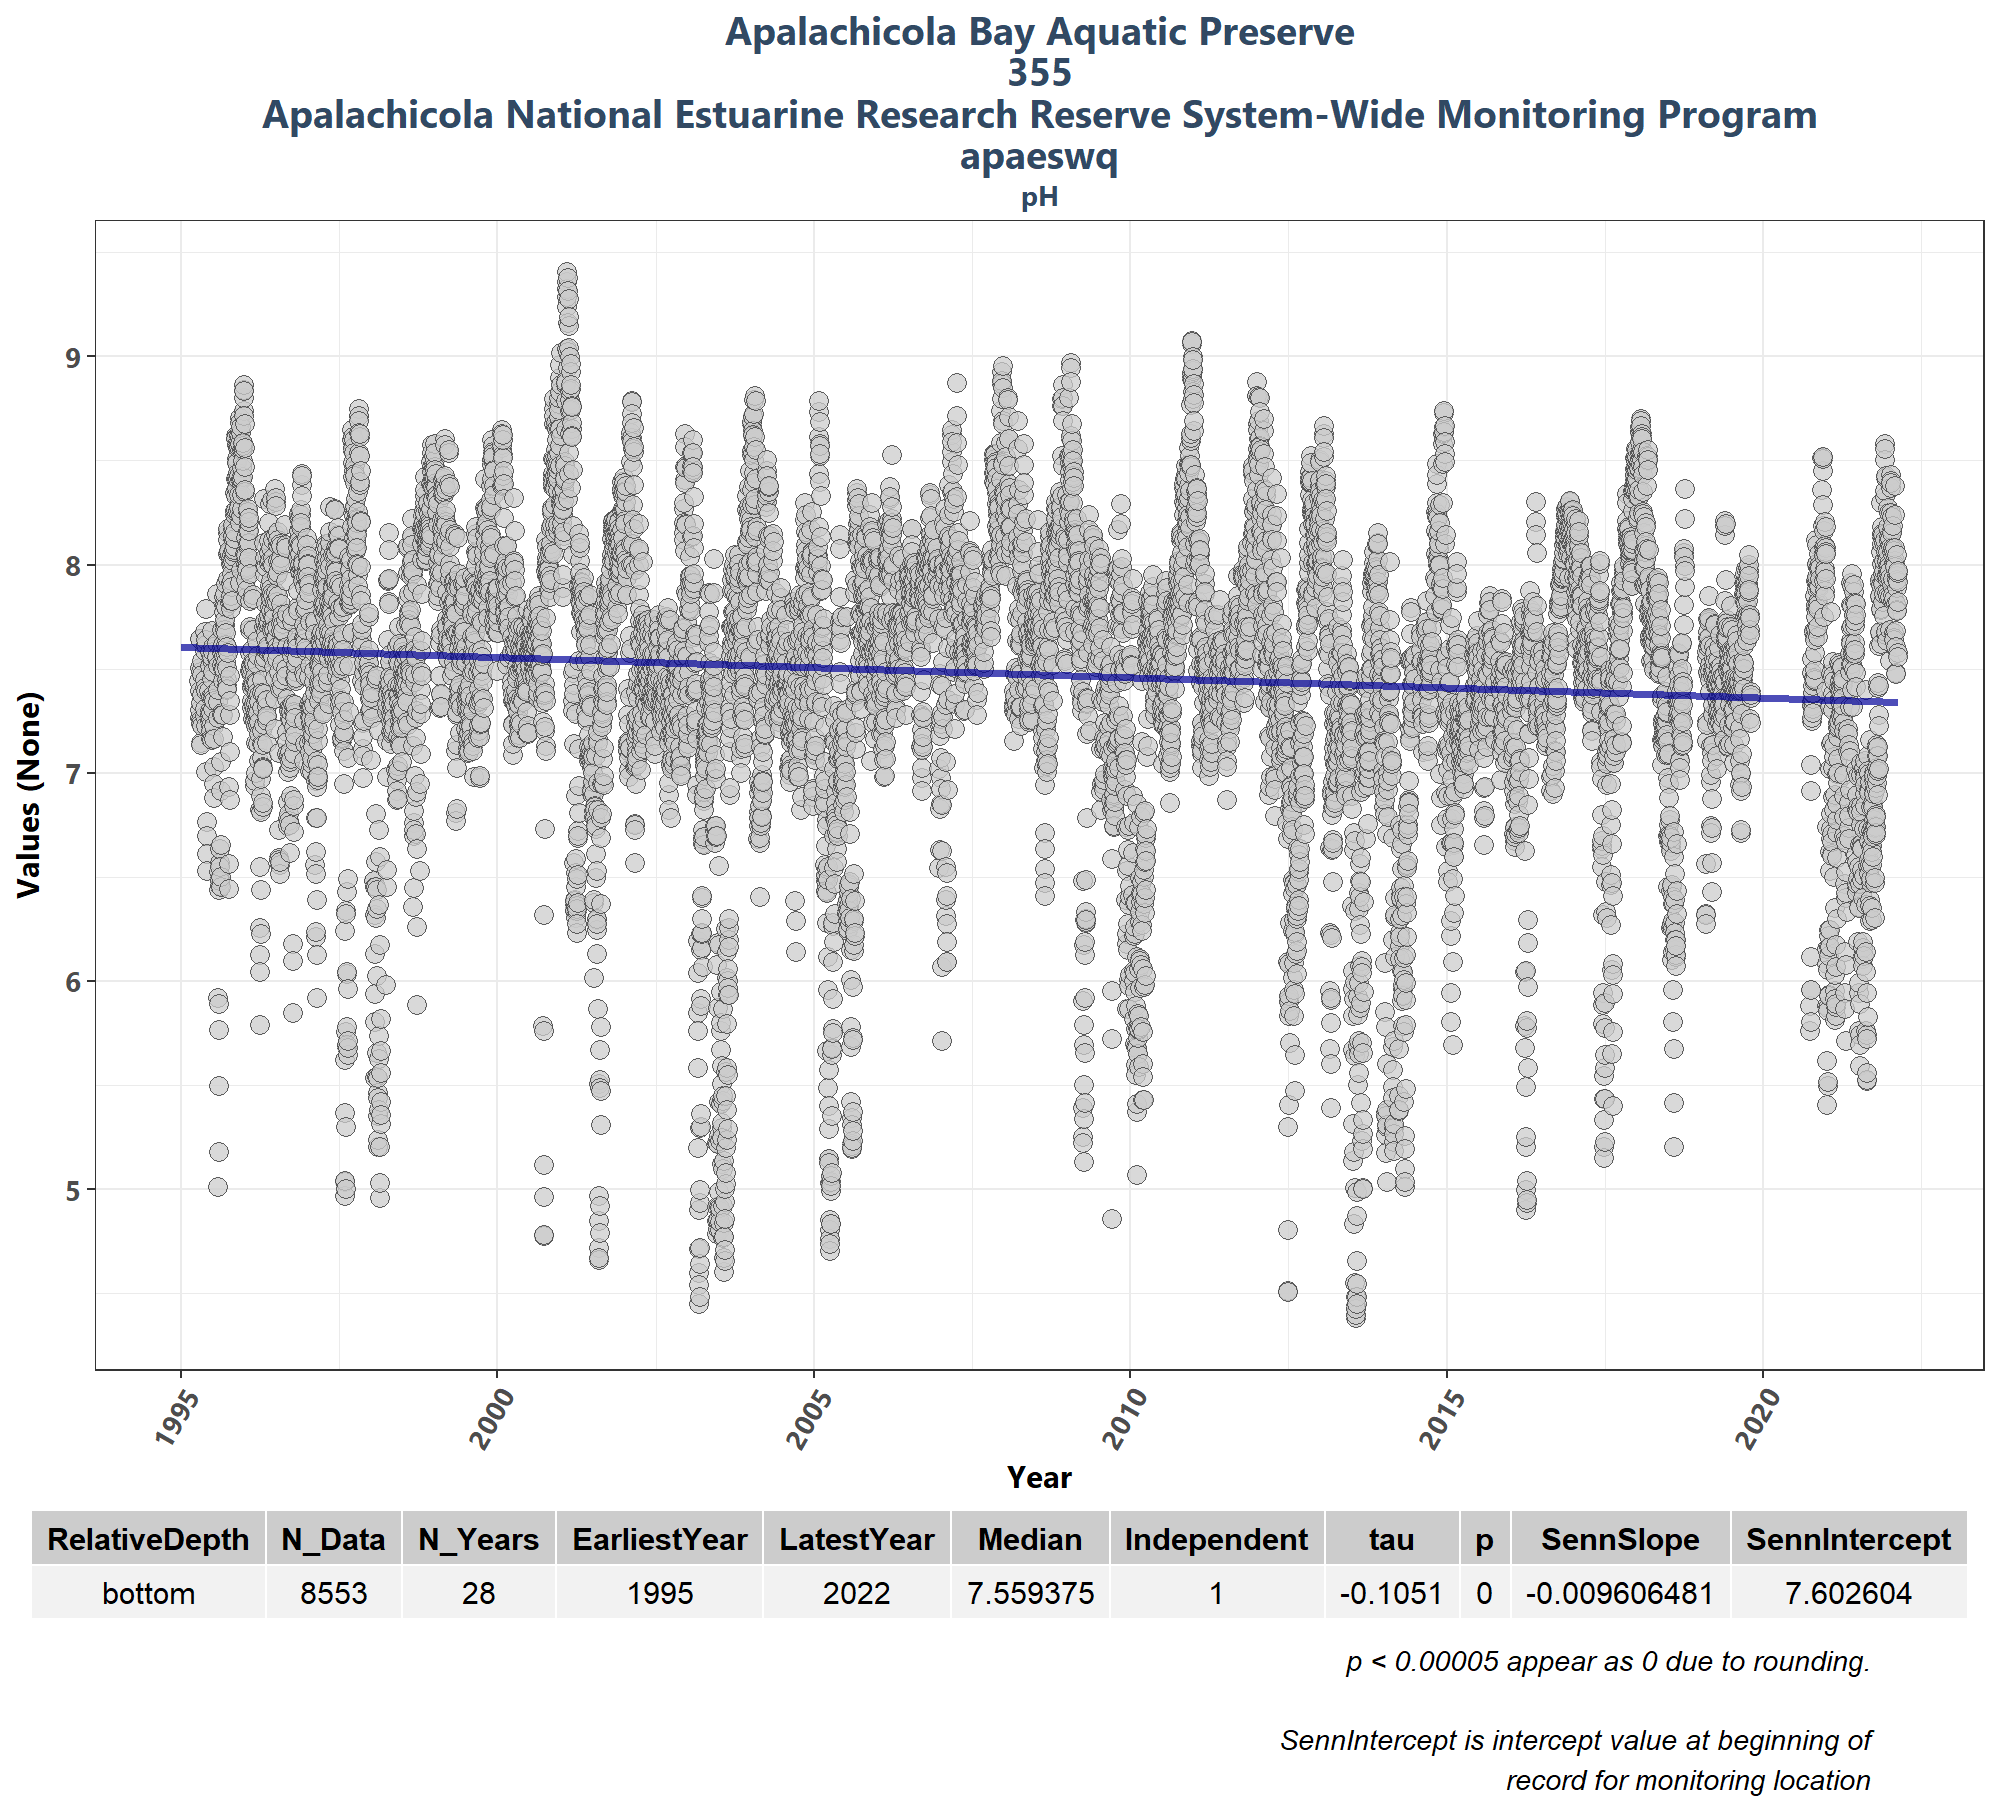 Apalachicola Bay Aquatic Preserve
355
Apalachicola National Estuarine Research Reserve System-Wide Monitoring Program
apaeswq
pH
Values (None)
9
8
7
6
5
1995 2000 2005 2010 2015 2020
Year
RelativeDepth N_Data N_Years EarliestYear LatestYear Median Independent tau p SennSlope SennIntercept
bottom 8553 28 1995 2022 7.559375 1 -0.1051 0 -0.009606481 7.602604
p < 0.00005 appear as 0 due to rounding.
SennIntercept is intercept value at beginning of
record for monitoring location